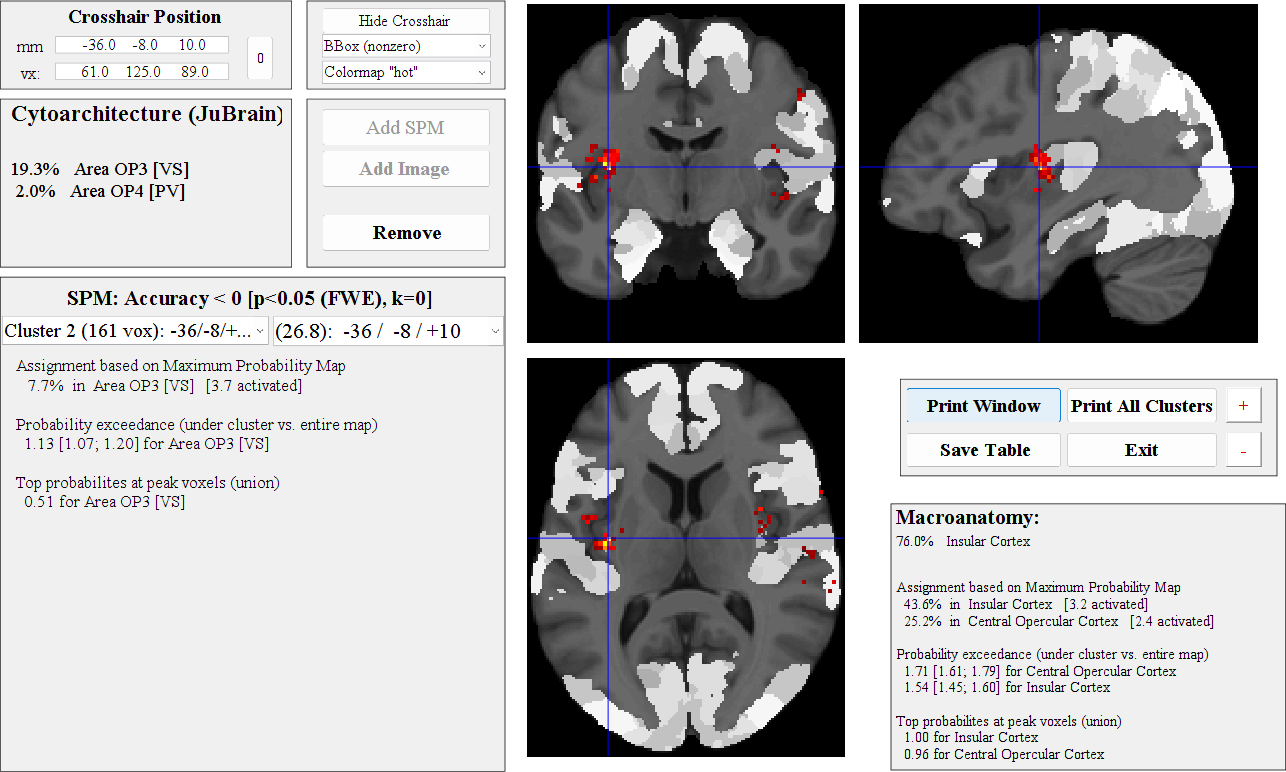 Crosshair Position
mm -36.0 -8.0 10.0
vx: 61.0 125.0 89.0
0
Hide Crosshair
BBox (nonzero)
Colormap "hot"
Cytoarchitecture (JuBrain)
19.3% Area OP3 [VS]
2.0% Area OP4 [PV]
Add SPM
Add Image
Remove
SPM: Accuracy < 0 [p<0.05 (FWE), k=0]
Cluster 2 (161 vox): -36/-8/+... (26.8): -36 / -8 / +10
Assignment based on Maximum Probability Map
7.7% in Area OP3 [VS] [3.7 activated]
Probability exceedance (under cluster vs. entire map)
1.13 [1.07; 1.20] for Area OP3 [VS]
Top probabilites at peak voxels (union)
0.51 for Area OP3 [VS]
Print Window Print All Clusters +
Save Table Exit -
Macroanatomy:
76.0% Insular Cortex
Assignment based on Maximum Probability Map
43.6% in Insular Cortex [3.2 activated]
25.2% in Central Opercular Cortex [2.4 activated]
Probability exceedance (under cluster vs. entire map)
1.71 [1.61; 1.79] for Central Opercular Cortex
1.54 [1.45; 1.60] for Insular Cortex
Top probabilites at peak voxels (union)
1.00 for Insular Cortex
0.96 for Central Opercular Cortex